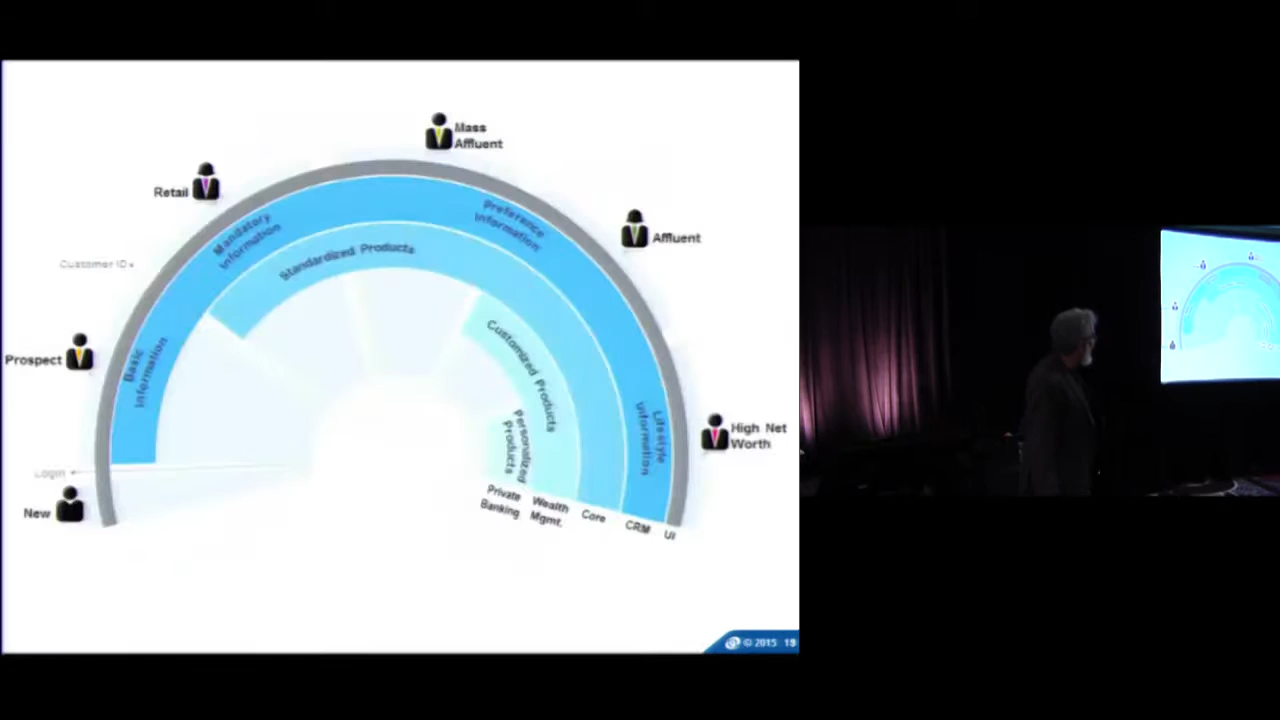 Mass
Affluent
Retail
Mandatory
Information
Preference
Information
Affluent
Standardized Products
Customer ID
Prospect
Basic
Information
Customized Products
Personalized
Products
Lifestyle
Information
High Net
Worth
Login
New
Private
Banking
Wealth
Mgmt.
Core
CRM
UI
© 2015 19